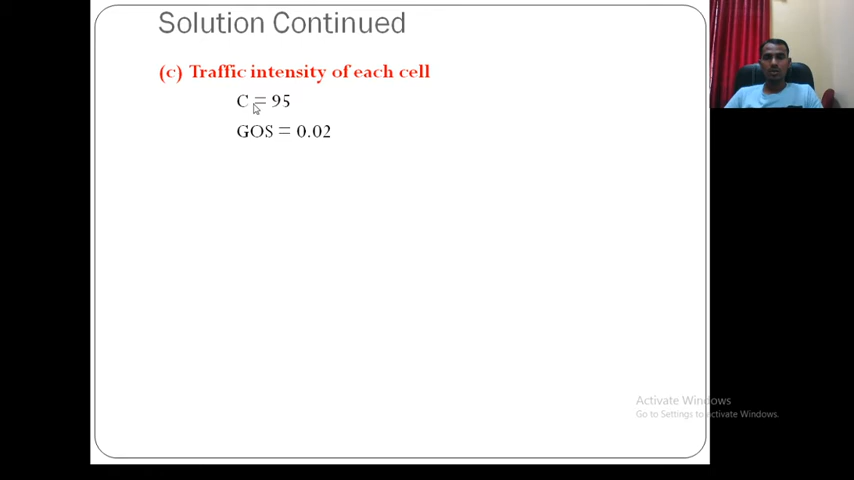 Solution Continued
(c) Traffic intensity of each cell
C = 95
GOS = 0.02
Activate Windows
Go to Settings to activate Windows.